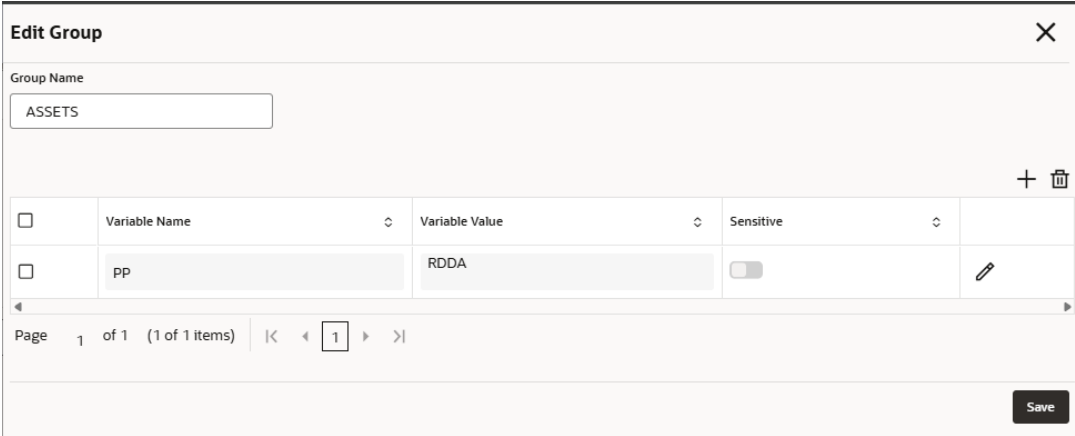 Edit Group
Group Name
ASSETS
Variable Name Variable Value Sensitive
PP RDDA
Page 1 of 1 (1 of 1 items) 1
Save